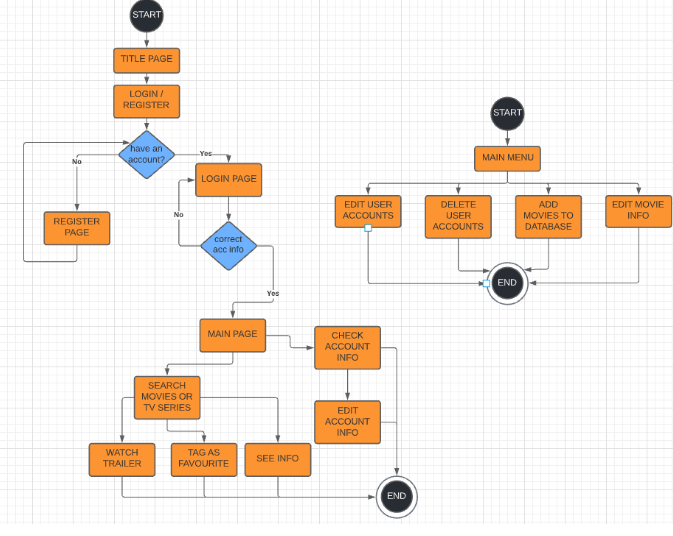 START
TITLE PAGE
LOGIN /
REGISTER
have an
account?
No
Yes
LOGIN PAGE
REGISTER
PAGE
No
correct
acc info
Yes
MAIN PAGE
CHECK
ACCOUNT
INFO
SEARCH
MOVIES OR
TV SERIES
EDIT
ACCOUNT
INFO
WATCH
TRAILER
TAG AS
FAVOURITE
SEE INFO
END
START
MAIN MENU
EDIT USER
ACCOUNTS
DELETE
USER
ACCOUNTS
ADD
MOVIES TO
DATABASE
EDIT MOVIE
INFO
END